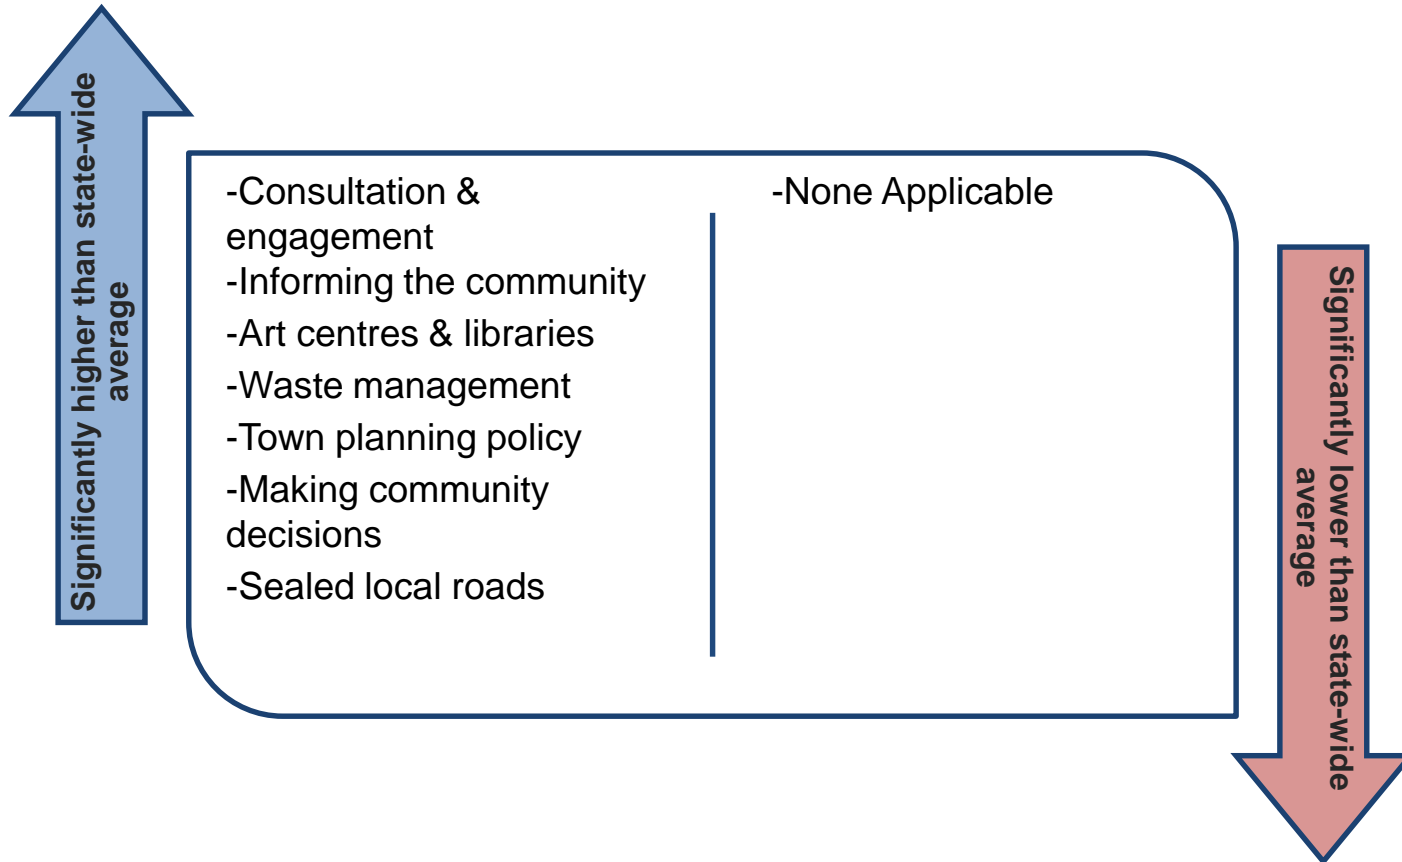 Significantly higher than state-wide
average
-Consultation &
engagement
-Informing the community
-Art centres & libraries
-Waste management
-Town planning policy
-Making community
decisions
-Sealed local roads
-None Applicable
Significantly lower than state-wide
average